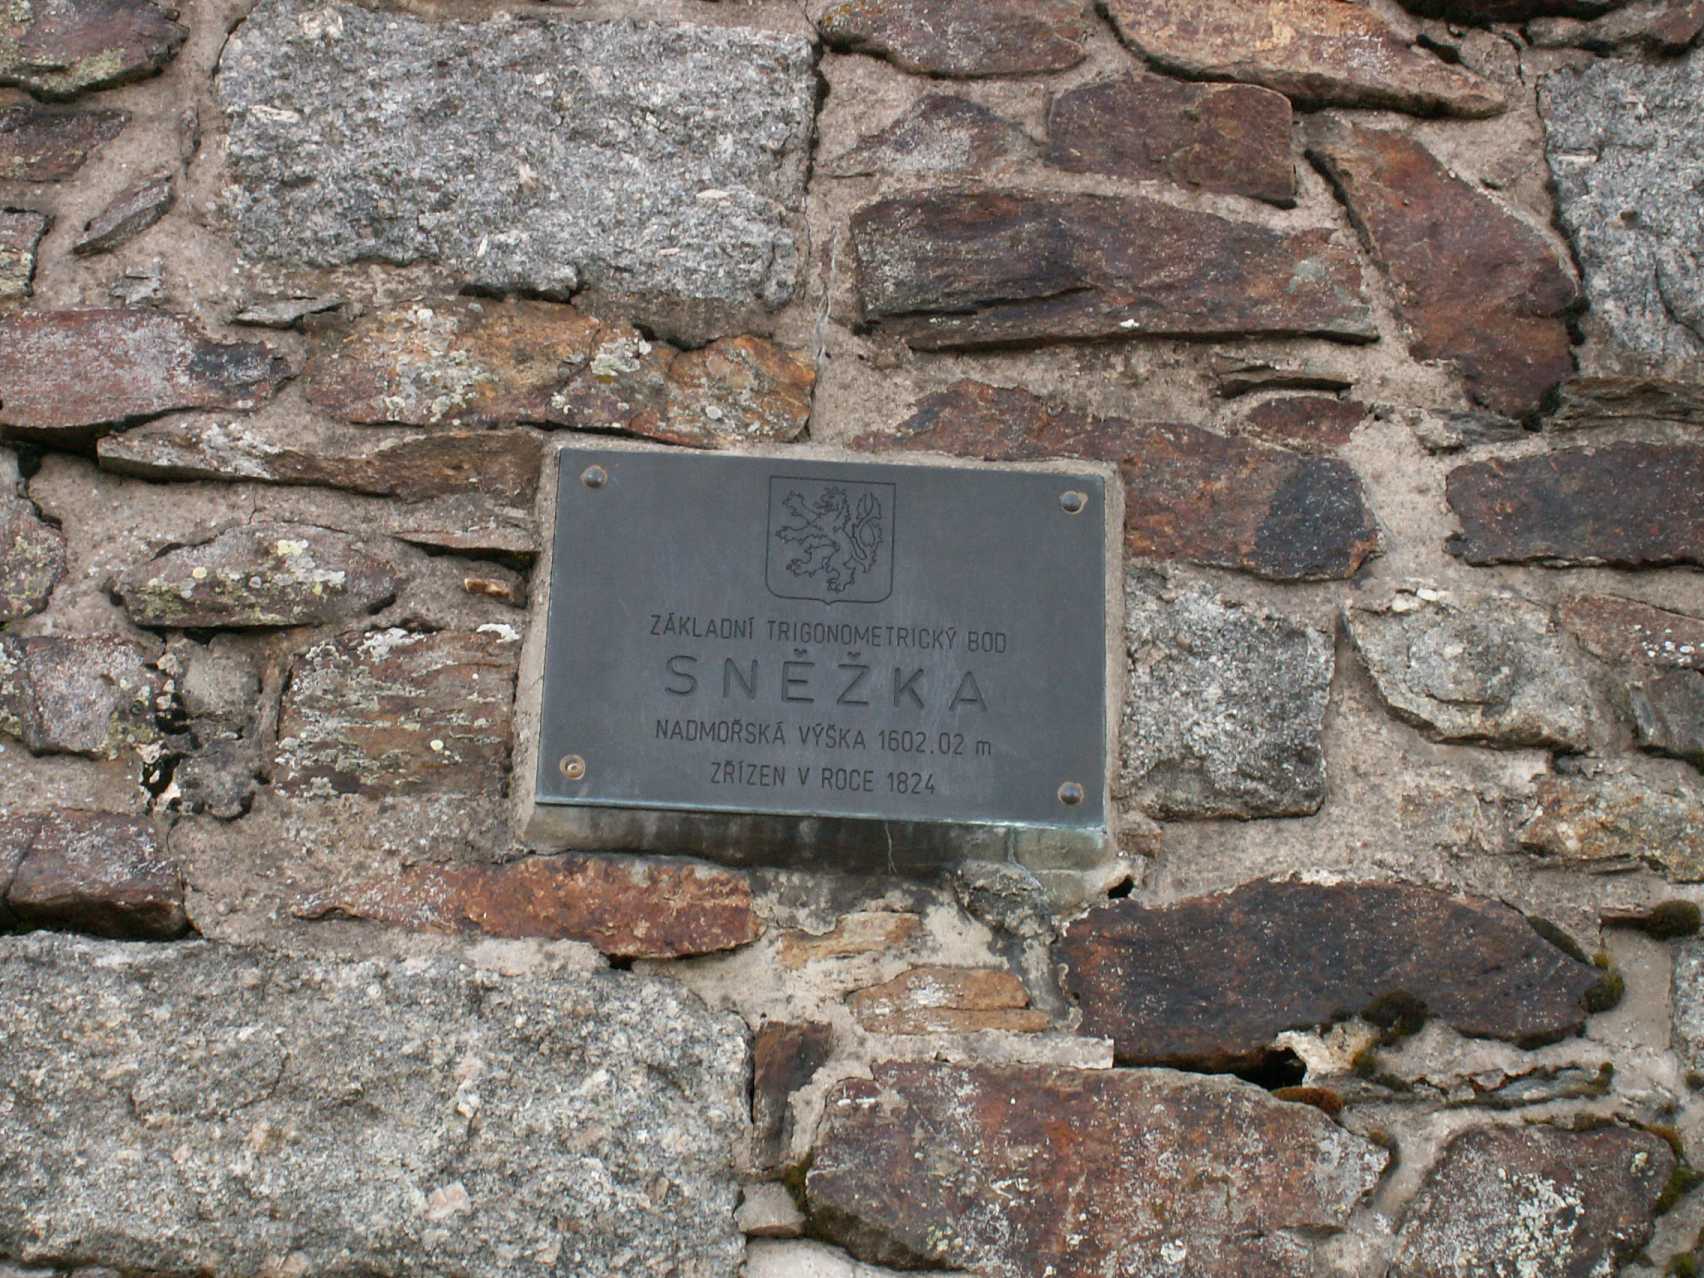 ZÁKLADNÍ TRIGONOMETRICKÝ BOD
SNĚŽKA
NADMOŘSKÁ VÝŠKA 1602.02 m
ZŘÍZEN V ROCE 1824